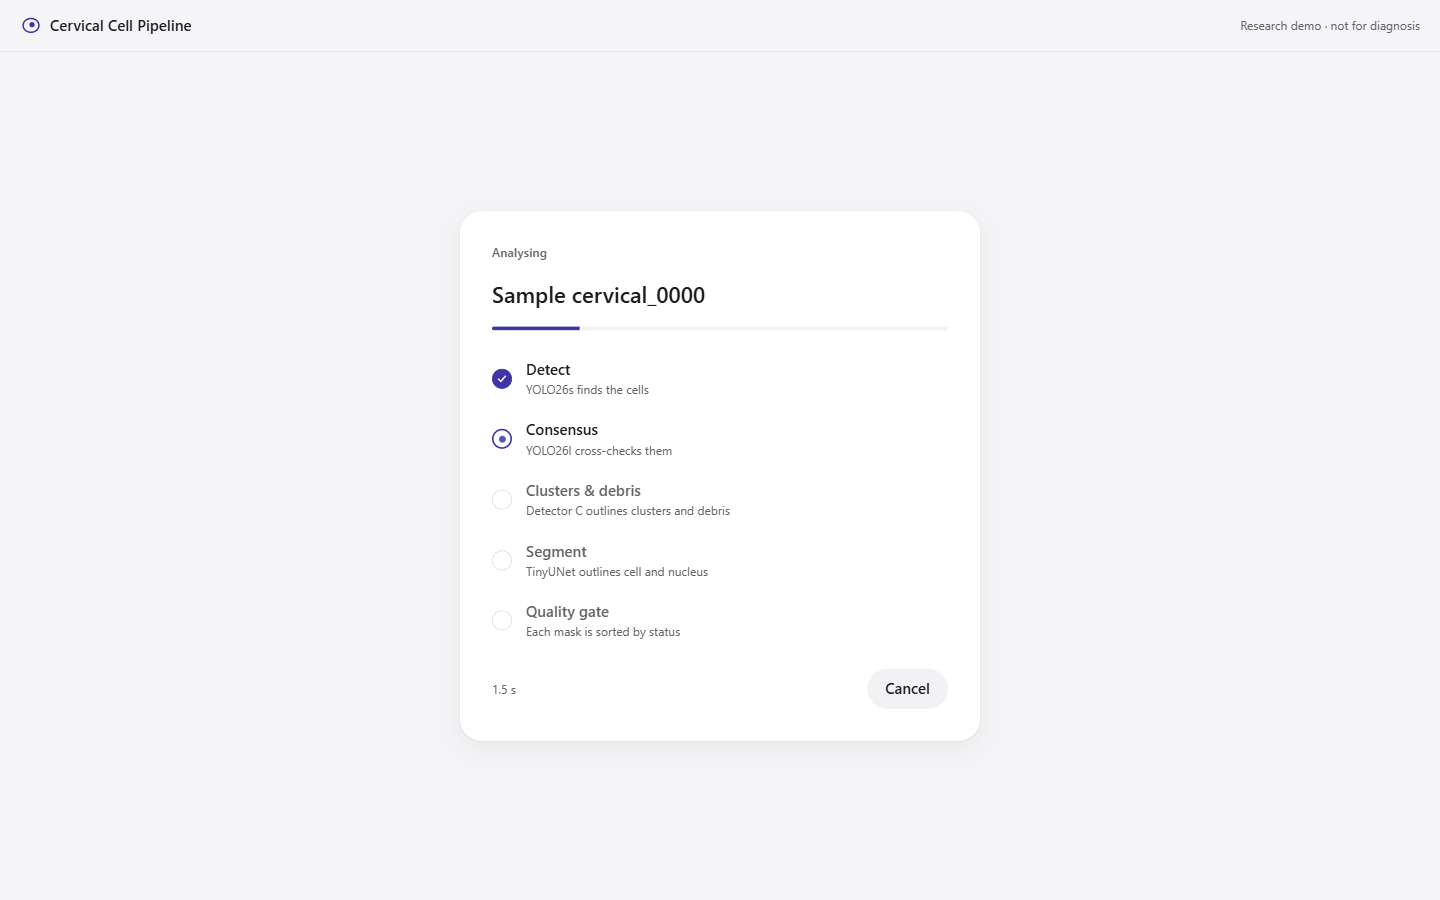 Cervical Cell Pipeline
Research demo · not for diagnosis
Analysing
Sample cervical_0000
Detect
YOLO26s finds the cells
Consensus
YOLO26l cross-checks them
Clusters & debris
Detector C outlines clusters and debris
Segment
TinyUNet outlines cell and nucleus
Quality gate
Each mask is sorted by status
1.5 s
Cancel